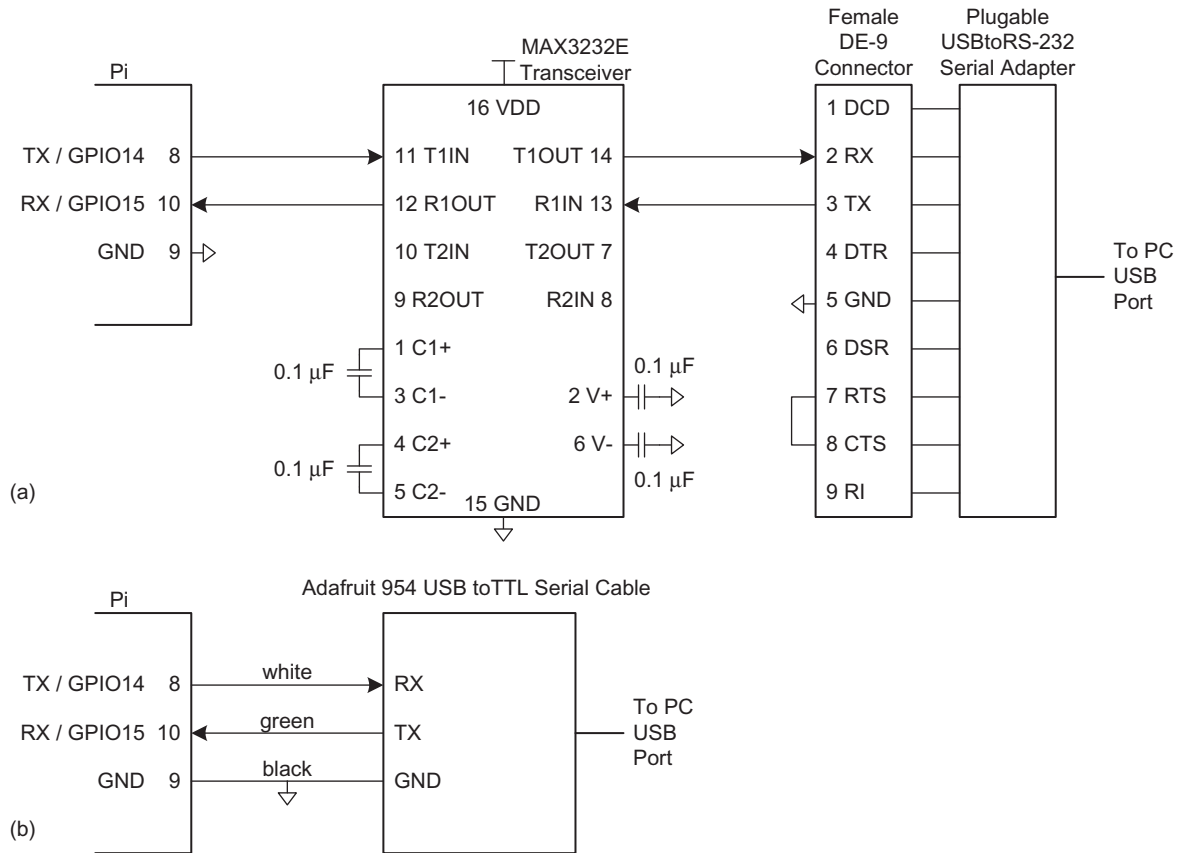 Pi
MAX3232E
Transceiver
Female
DE-9
Connector
Plugable
USBtoRS-232
Serial Adapter
16 VDD
1 DCD
TX / GPIO14 8
11 T1IN
T1OUT 14
2 RX
RX / GPIO15 10
12 R1OUT
R1IN 13
3 TX
GND 9
10 T2IN
T2OUT 7
4 DTR
To PC
USB
Port
9 R2OUT
R2IN 8
5 GND
1 C1+
6 DSR
0.1 μF
0.1 μF
3 C1-
2 V+
7 RTS
4 C2+
6 V-
8 CTS
0.1 μF
0.1 μF
5 C2-
9 RI
15 GND
(a)
Adafruit 954 USB toTTL Serial Cable
Pi
TX / GPIO14 8
white
RX
RX / GPIO15 10
green
TX
To PC
USB
Port
GND 9
black
GND
(b)